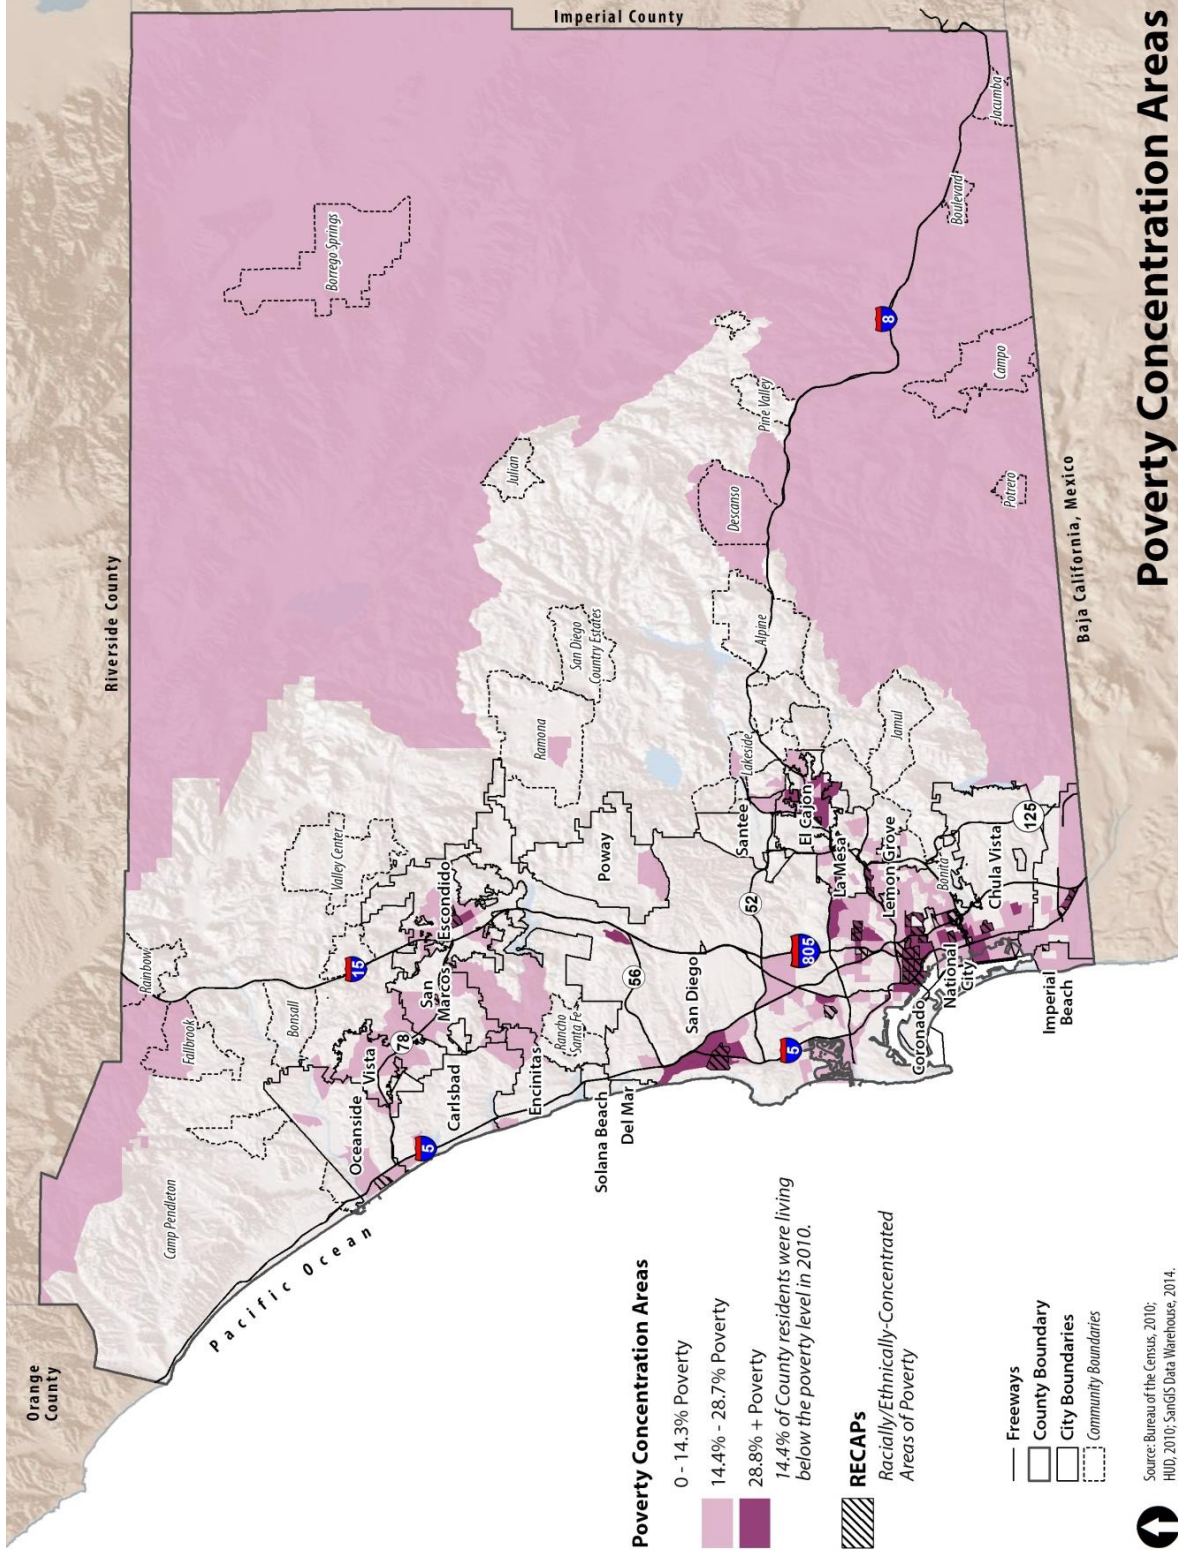 Poverty Concentration Areas
Orange
County
Riverside County
Imperial County
Baja California, Mexico
Pacific Ocean
Camp Pendleton
Fallbrook
Rainbow
Bonsall
Valley Center
Borrego Springs
Julian
Ramona
San Diego
Country Estates
Descanso
Pine Valley
Alpine
Lakeside
Jamul
Potrero
Campo
Boulevard
Jacumba
Rancho
Santa Fe
Bonita
Oceanside
Vista
San
Marcos
Escondido
Carlsbad
Encinitas
Solana Beach
Del Mar
Poway
San Diego
Santee
El Cajon
La Mesa
Lemon Grove
Coronado
National
City
Chula Vista
Imperial
Beach
5
15
78
56
52
805
5
8
125
Poverty Concentration Areas
0 - 14.3% Poverty
14.4% - 28.7% Poverty
28.8% + Poverty
14.4% of County residents were living
below the poverty level in 2010.
RECAPs
Racially/Ethnically-Concentrated
Areas of Poverty
Freeways
County Boundary
City Boundaries
Community Boundaries
Source: Bureau of the Census, 2010;
HUD, 2010; SanGIS Data Warehouse, 2014.